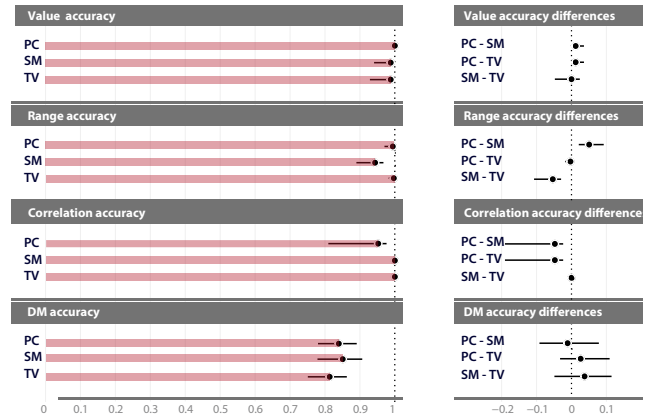 Value accuracy
PC
SM
TV
Range accuracy
PC
SM
TV
Correlation accuracy
PC
SM
TV
DM accuracy
PC
SM
TV
0 0.1 0.2 0.3 0.4 0.5 0.6 0.7 0.8 0.9 1
Value accuracy differences
PC - SM
PC - TV
SM - TV
Range accuracy differences
PC - SM
PC - TV
SM - TV
Correlation accuracy difference
PC - SM
PC - TV
SM - TV
DM accuracy differences
PC - SM
PC - TV
SM - TV
−0.2 −0.1 0.1